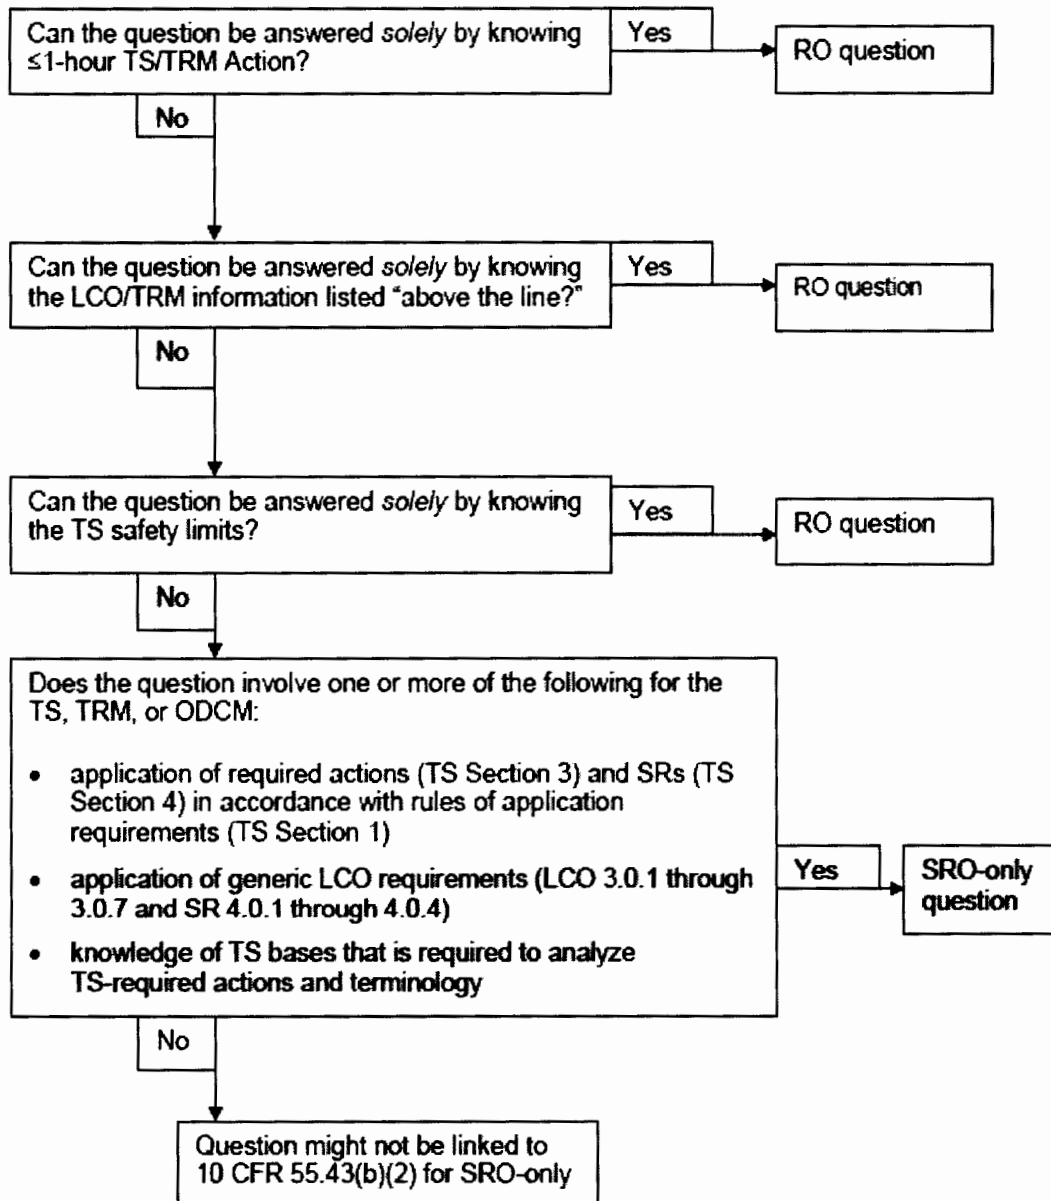 Can the question be answered solely by knowing
≤1-hour TS/TRM Action?
Yes
RO question
No
Can the question be answered solely by knowing
the LCO/TRM information listed “above the line?”
Yes
RO question
No
Can the question be answered solely by knowing
the TS safety limits?
Yes
RO question
No
Does the question involve one or more of the following for the
TS, TRM, or ODCM:
• application of required actions (TS Section 3) and SRs (TS
Section 4) in accordance with rules of application
requirements (TS Section 1)
• application of generic LCO requirements (LCO 3.0.1 through
3.0.7 and SR 4.0.1 through 4.0.4)
• knowledge of TS bases that is required to analyze
TS-required actions and terminology
Yes
SRO-only
question
No
Question might not be linked to
10 CFR 55.43(b)(2) for SRO-only